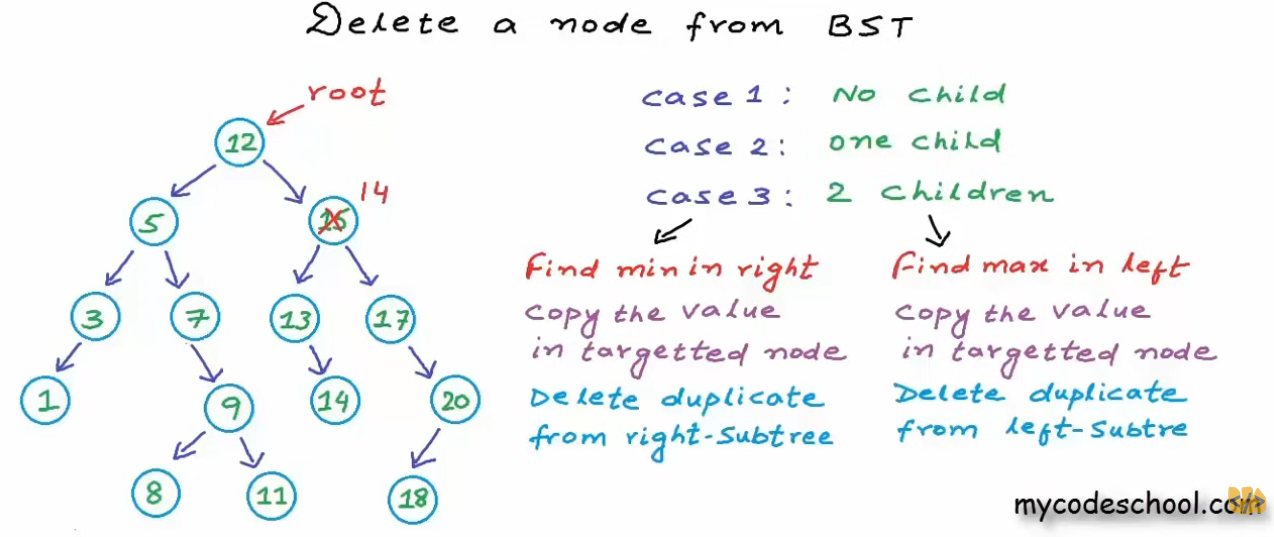 Delete a node from BST
root
12
14
5
15
3
7
13
17
1
9
14
20
8
11
18
case 1 : No child
case 2 : one child
case 3 : 2 children
Find min in right
copy the value
in targetted node
Delete duplicate
from right-subtree
Find max in left
copy the value
in targetted node
Delete duplicate
from left-subtre
mycodeschool.com